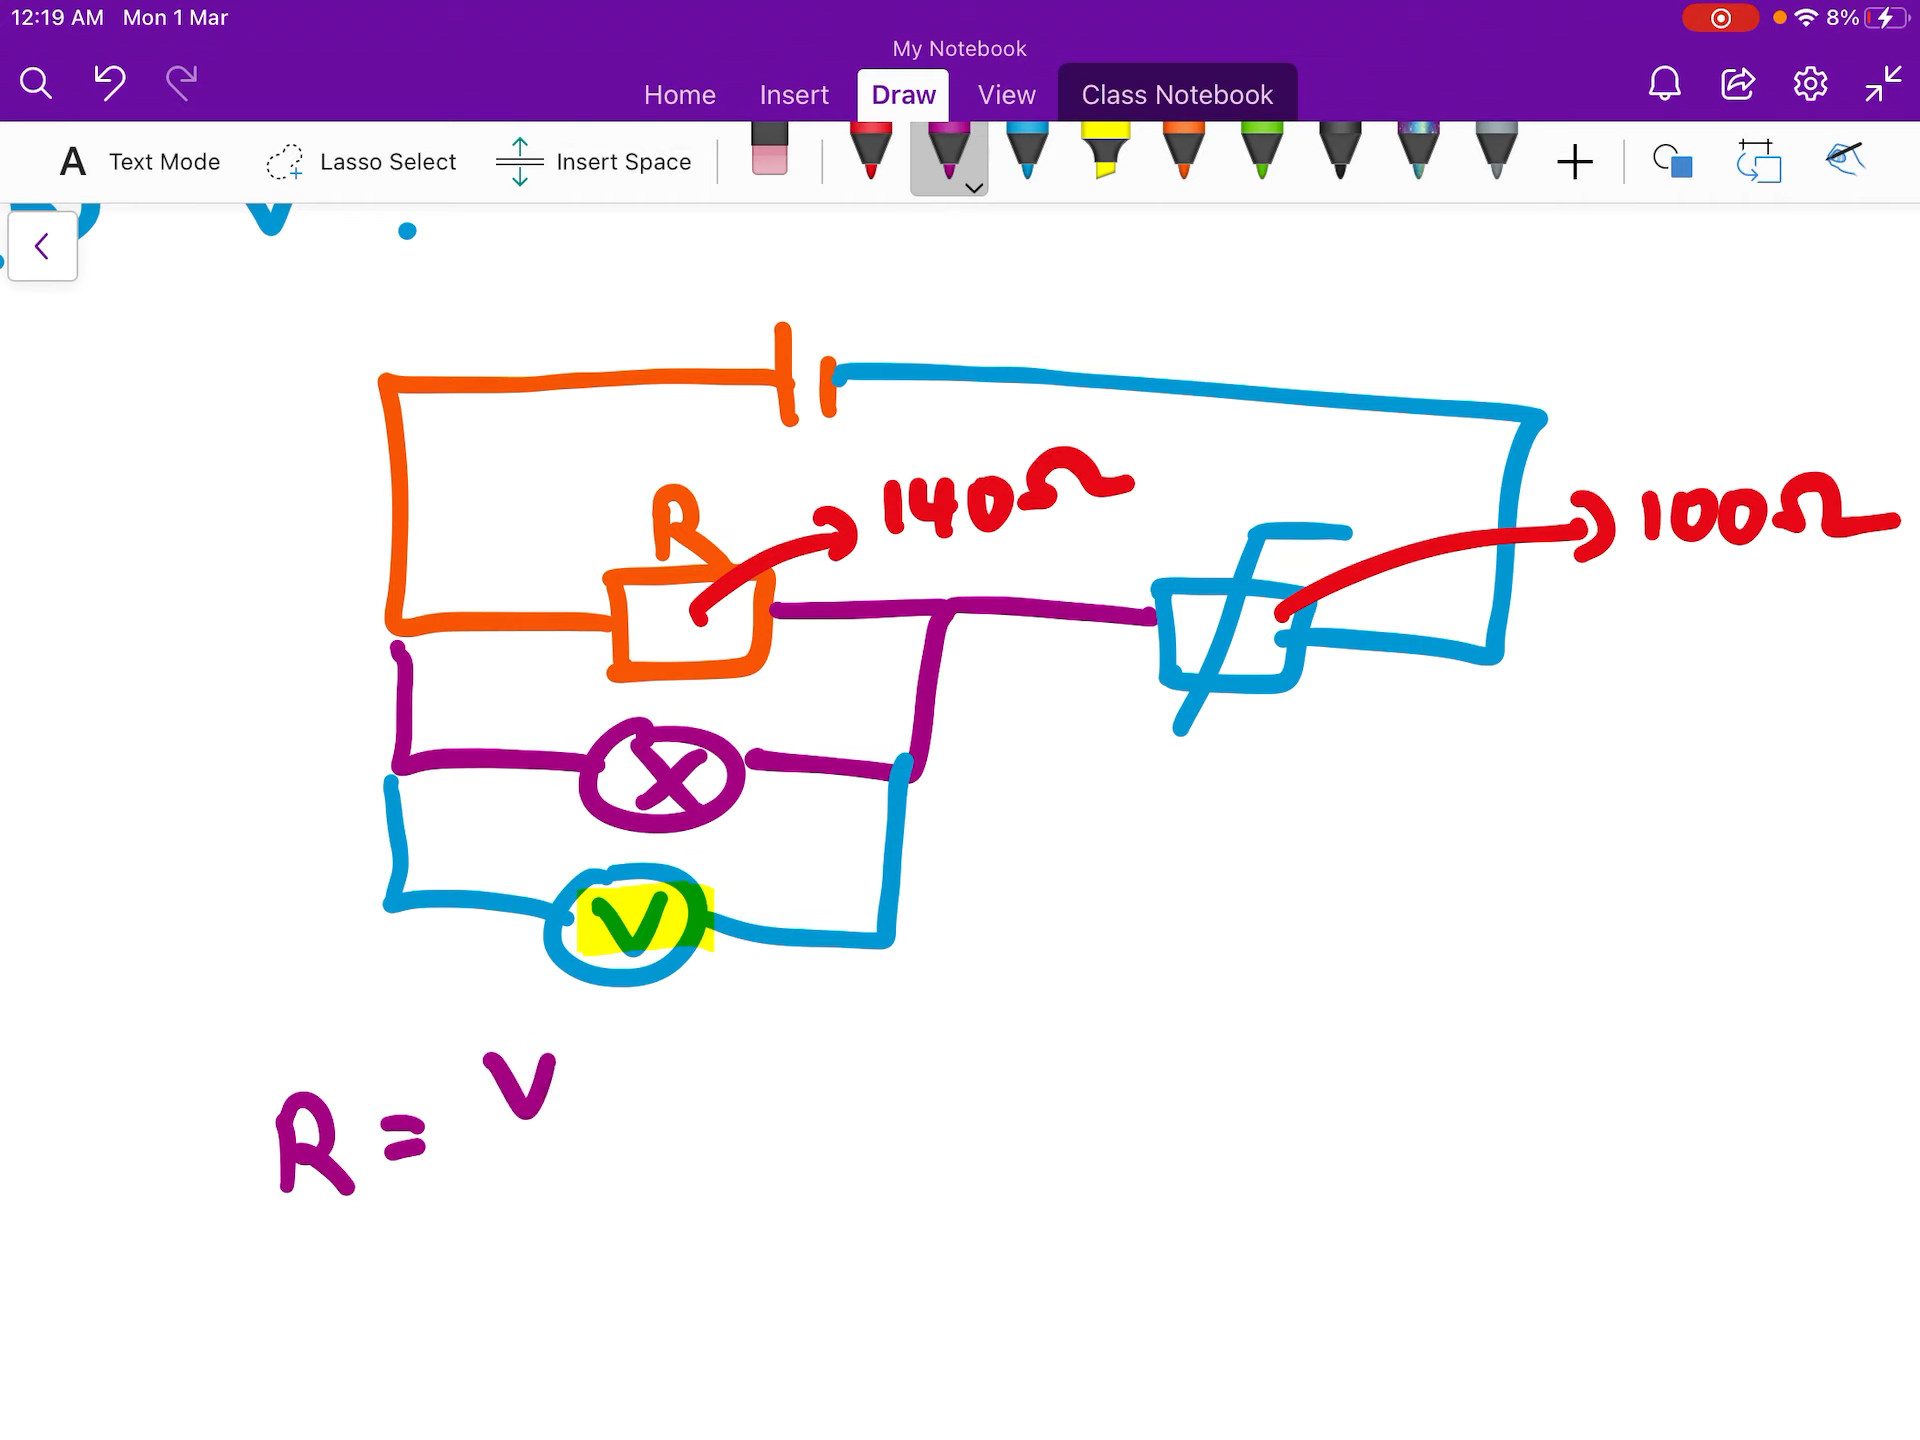 12:19 AM Mon 1 Mar
8%
My Notebook
Home Insert Draw View Class Notebook
A Text Mode Lasso Select Insert Space
V .
R
140Ω
100Ω
V
V
R =